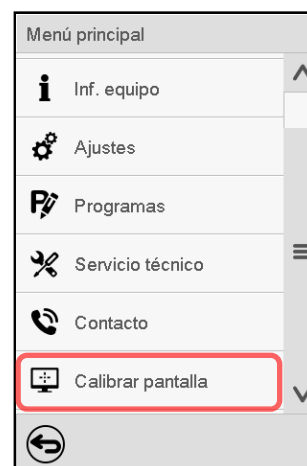 Menú principal
Inf. equipo
Ajustes
Programas
Servicio técnico
Contacto
Calibrar pantalla